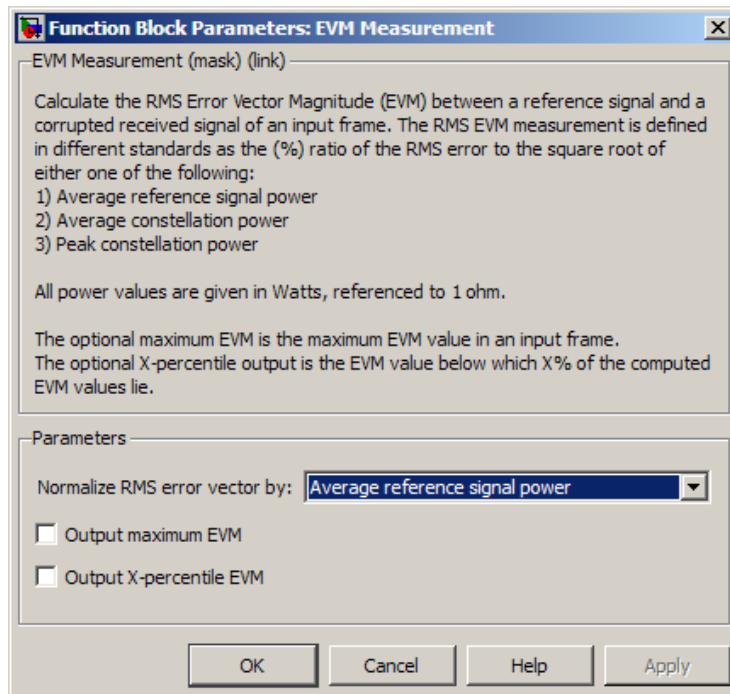 Function Block Parameters: EVM Measurement
EVM Measurement (mask) (link)
Calculate the RMS Error Vector Magnitude (EVM) between a reference signal and a
corrupted received signal of an input frame. The RMS EVM measurement is defined
in different standards as the (%) ratio of the RMS error to the square root of
either one of the following:
1) Average reference signal power
2) Average constellation power
3) Peak constellation power
All power values are given in Watts, referenced to 1 ohm.
The optional maximum EVM is the maximum EVM value in an input frame.
The optional X-percentile output is the EVM value below which X% of the computed
EVM values lie.
Parameters
Normalize RMS error vector by: Average reference signal power
Output maximum EVM
Output X-percentile EVM
OK Cancel Help Apply